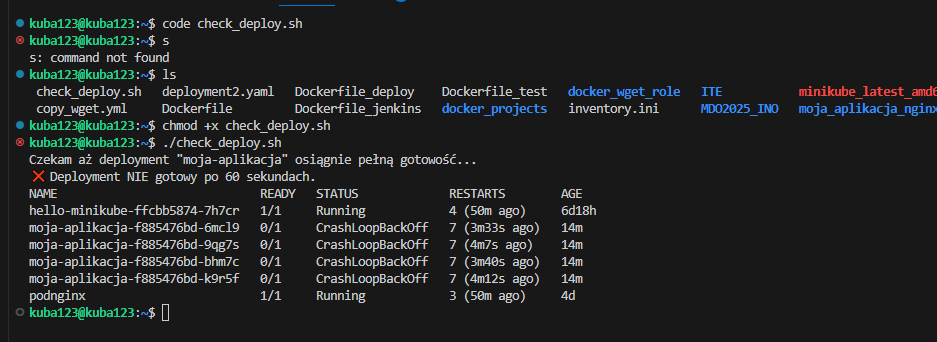 kuba123@kuba123:~$ code check_deploy.sh
kuba123@kuba123:~$ s
s: command not found
kuba123@kuba123:~$ ls
check_deploy.sh deployment2.yaml Dockerfile_deploy Dockerfile_test docker_wget_role ITE minikube_latest_amd6
copy_wget.yml Dockerfile Dockerfile_jenkins docker_projects inventory.ini MDO2025_INO moja_aplikacja_nginx
kuba123@kuba123:~$ chmod +x check_deploy.sh
kuba123@kuba123:~$ ./check_deploy.sh
Czekam aż deployment "moja-aplikacja" osiągnie pełną gotowość...
❌ Deployment NIE gotowy po 60 sekundach.
NAME READY STATUS RESTARTS AGE
hello-minikube-ffcbb5874-7h7cr 1/1 Running 4 (50m ago) 6d18h
moja-aplikacja-f885476bd-6mcl9 0/1 CrashLoopBackOff 7 (3m33s ago) 14m
moja-aplikacja-f885476bd-9qg7s 0/1 CrashLoopBackOff 7 (4m7s ago) 14m
moja-aplikacja-f885476bd-bhm7c 0/1 CrashLoopBackOff 7 (3m40s ago) 14m
moja-aplikacja-f885476bd-k9r5f 0/1 CrashLoopBackOff 7 (4m12s ago) 14m
podnginx 1/1 Running 3 (50m ago) 4d
kuba123@kuba123:~$